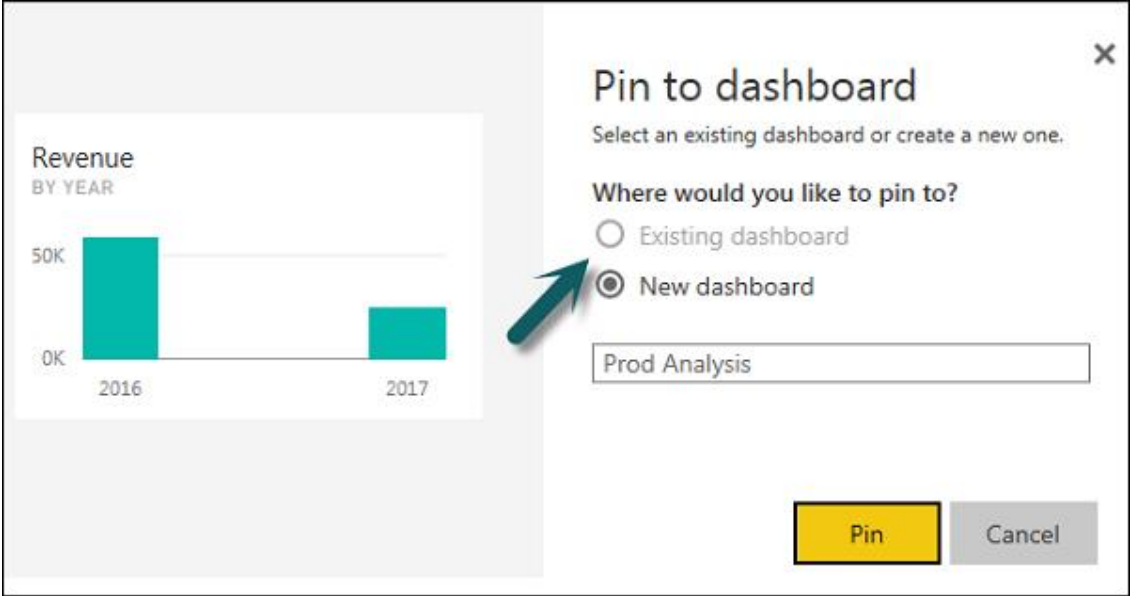 Revenue
BY YEAR
50K
0K
2016 2017
Pin to dashboard
Select an existing dashboard or create a new one.
Where would you like to pin to?
Existing dashboard
New dashboard
Prod Analysis
Pin Cancel